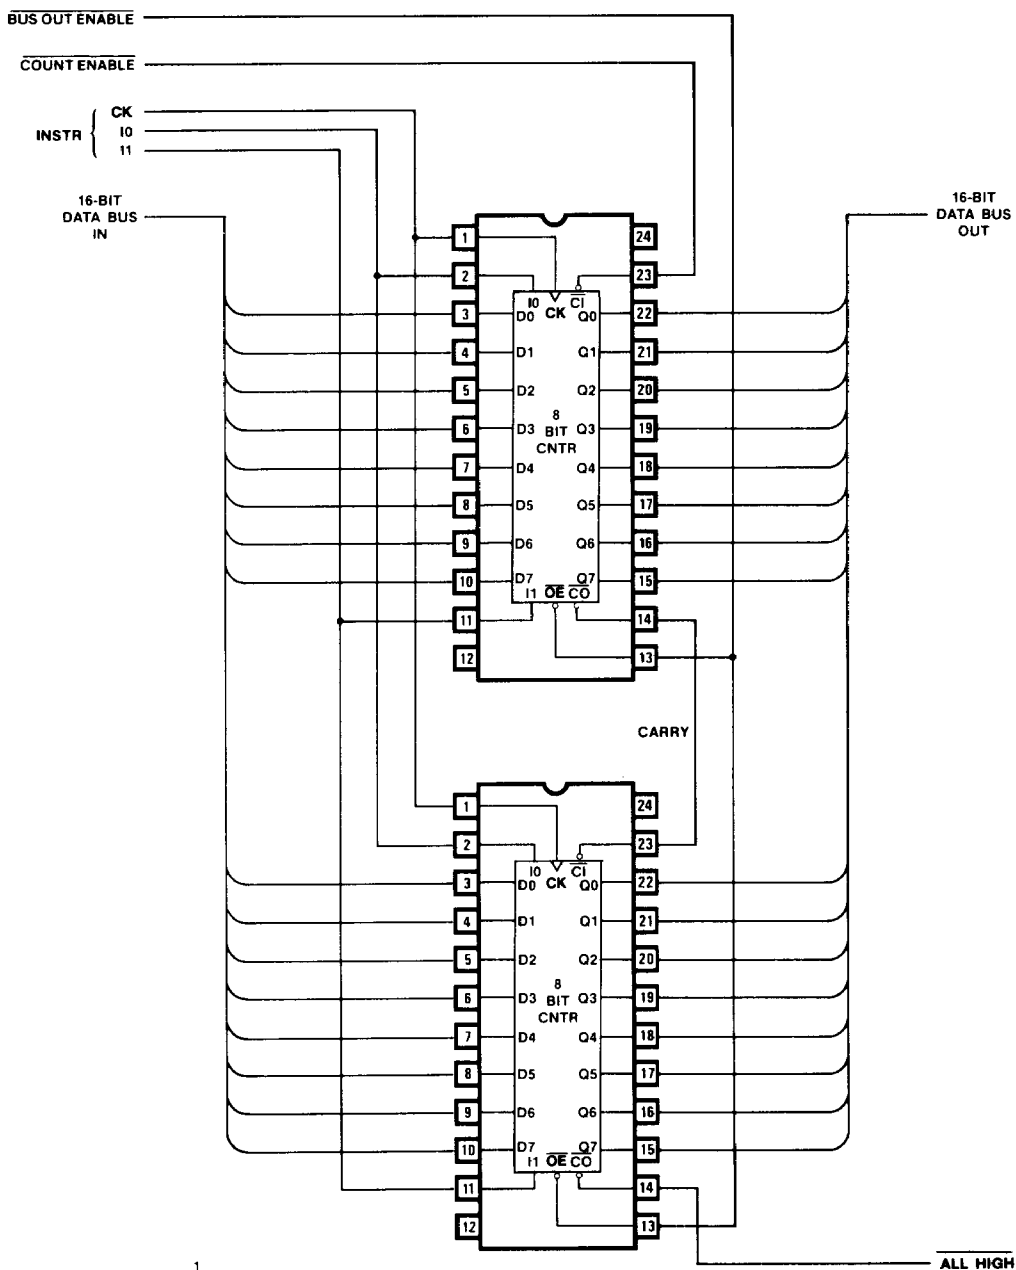 BUS OUT ENABLE
COUNT ENABLE
INSTR { CK
I0
I1
16-BIT
DATA BUS
IN
16-BIT
DATA BUS
OUT
1 24
2 23
I0 CK CI
3 D0 Q0 22
4 D1 Q1 21
5 D2 Q2 20
8
6 D3 BIT Q3 19
CNTR
7 D4 Q4 18
8 D5 Q5 17
9 D6 Q6 16
10 D7 Q7 15
I1 OE CO
11 14
12 13
CARRY
1 24
2 23
I0 CK CI
3 D0 Q0 22
4 D1 Q1 21
5 D2 Q2 20
8
6 D3 BIT Q3 19
CNTR
7 D4 Q4 18
8 D5 Q5 17
9 D6 Q6 16
10 D7 Q7 15
I1 OE CO
11 14
12 13
ALL HIGH
1